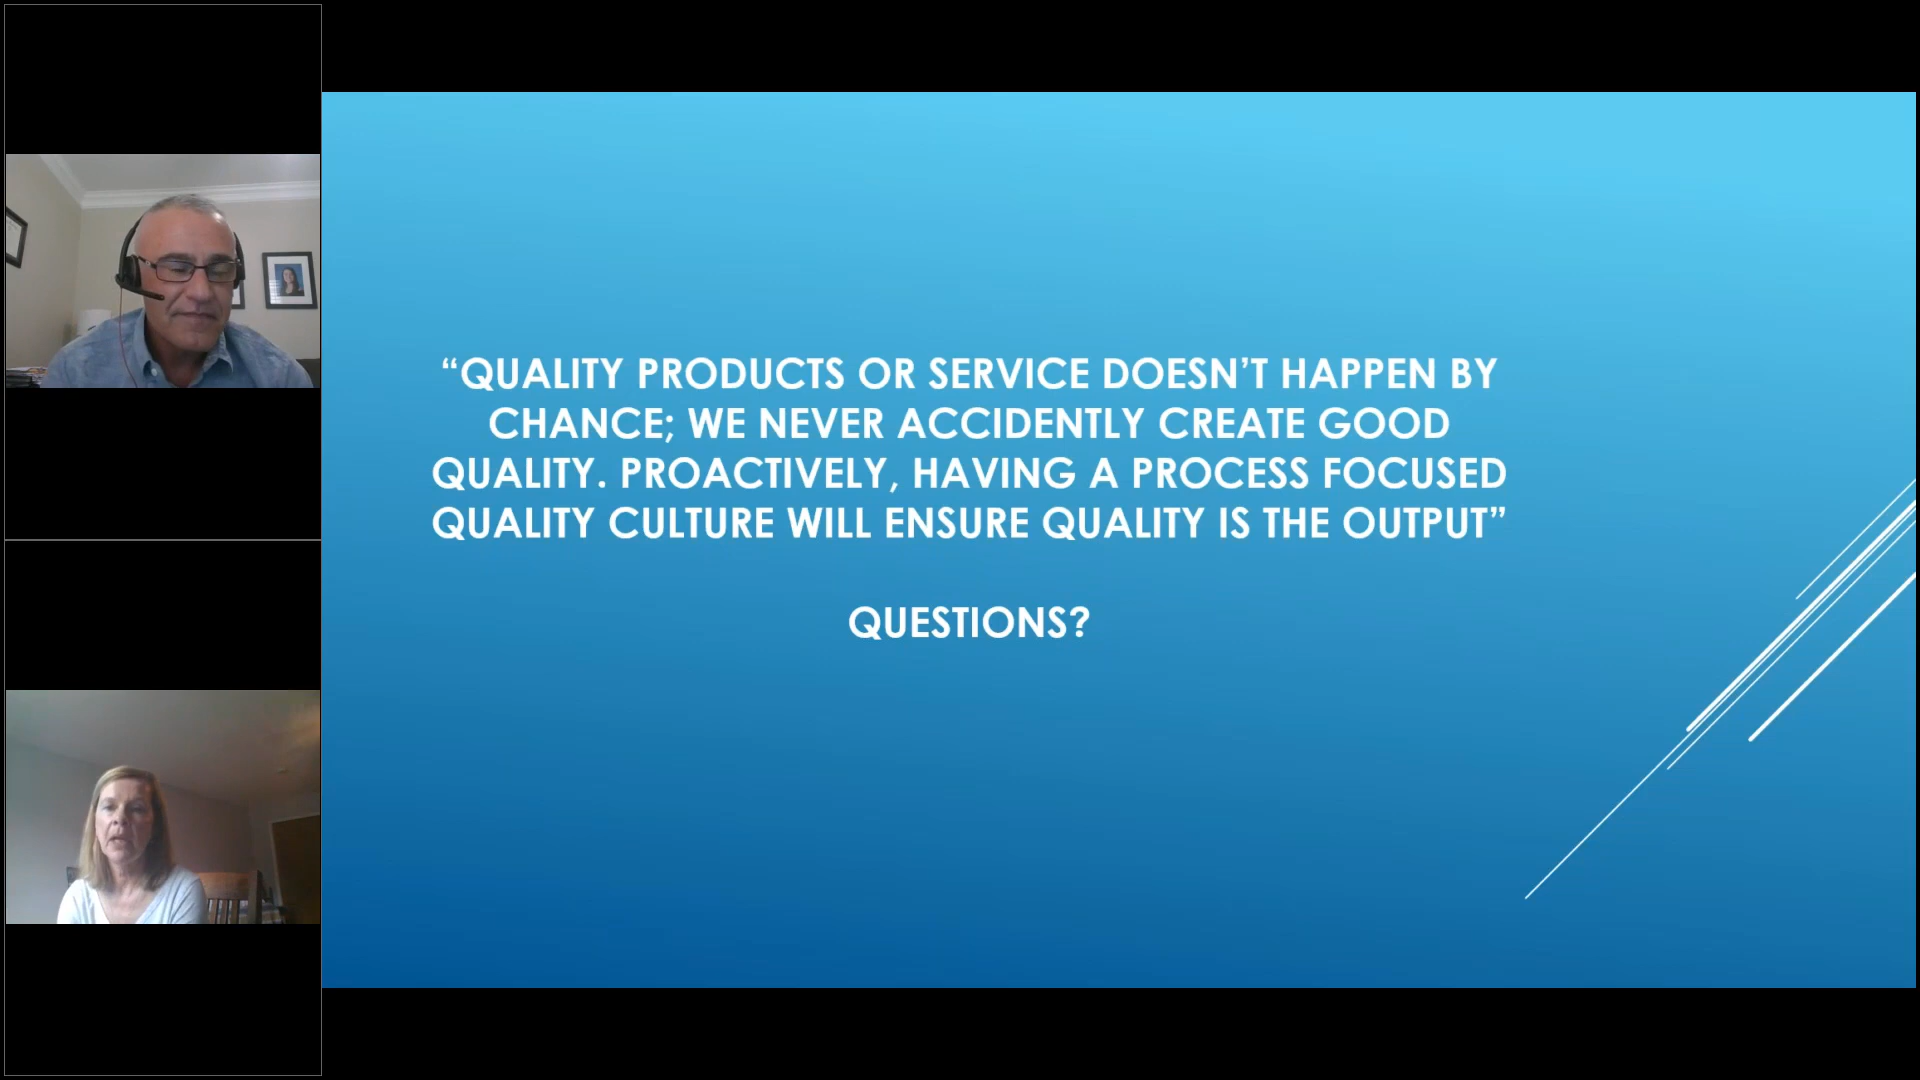 “QUALITY PRODUCTS OR SERVICE DOESN’T HAPPEN BY
CHANCE; WE NEVER ACCIDENTLY CREATE GOOD
QUALITY. PROACTIVELY, HAVING A PROCESS FOCUSED
QUALITY CULTURE WILL ENSURE QUALITY IS THE OUTPUT”
QUESTIONS?